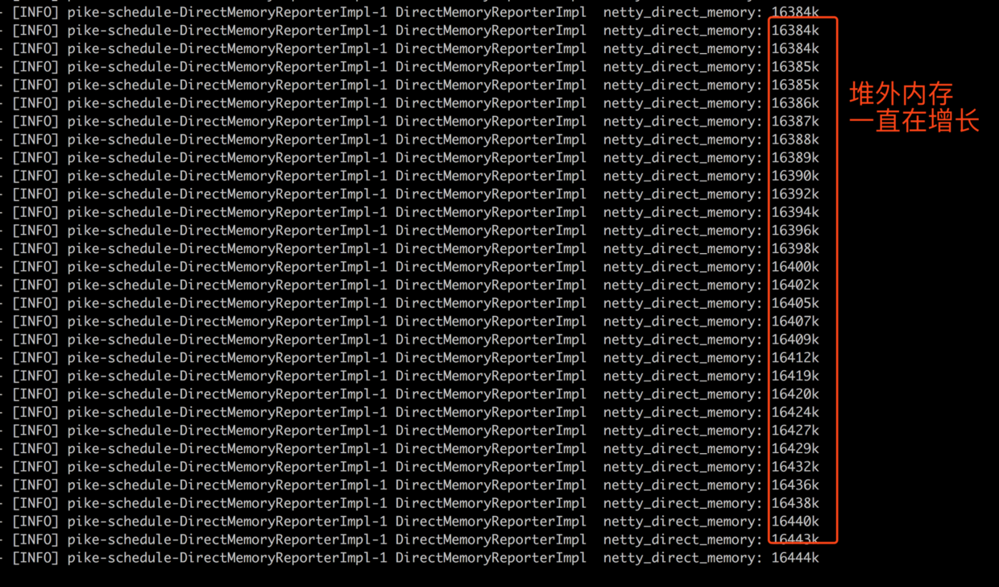 - [INFO] pike-schedule-DirectMemoryReporterImpl-1 DirectMemoryReporterImpl  netty_direct_memory: 16384k
- [INFO] pike-schedule-DirectMemoryReporterImpl-1 DirectMemoryReporterImpl  netty_direct_memory: 16384k
- [INFO] pike-schedule-DirectMemoryReporterImpl-1 DirectMemoryReporterImpl  netty_direct_memory: 16384k
- [INFO] pike-schedule-DirectMemoryReporterImpl-1 DirectMemoryReporterImpl  netty_direct_memory: 16385k
- [INFO] pike-schedule-DirectMemoryReporterImpl-1 DirectMemoryReporterImpl  netty_direct_memory: 16385k
堆外内存
- [INFO] pike-schedule-DirectMemoryReporterImpl-1 DirectMemoryReporterImpl  netty_direct_memory: 16386k
一直在增长
- [INFO] pike-schedule-DirectMemoryReporterImpl-1 DirectMemoryReporterImpl  netty_direct_memory: 16387k
- [INFO] pike-schedule-DirectMemoryReporterImpl-1 DirectMemoryReporterImpl  netty_direct_memory: 16388k
- [INFO] pike-schedule-DirectMemoryReporterImpl-1 DirectMemoryReporterImpl  netty_direct_memory: 16389k
- [INFO] pike-schedule-DirectMemoryReporterImpl-1 DirectMemoryReporterImpl  netty_direct_memory: 16390k
- [INFO] pike-schedule-DirectMemoryReporterImpl-1 DirectMemoryReporterImpl  netty_direct_memory: 16392k
- [INFO] pike-schedule-DirectMemoryReporterImpl-1 DirectMemoryReporterImpl  netty_direct_memory: 16394k
- [INFO] pike-schedule-DirectMemoryReporterImpl-1 DirectMemoryReporterImpl  netty_direct_memory: 16396k
- [INFO] pike-schedule-DirectMemoryReporterImpl-1 DirectMemoryReporterImpl  netty_direct_memory: 16398k
- [INFO] pike-schedule-DirectMemoryReporterImpl-1 DirectMemoryReporterImpl  netty_direct_memory: 16400k
- [INFO] pike-schedule-DirectMemoryReporterImpl-1 DirectMemoryReporterImpl  netty_direct_memory: 16402k
- [INFO] pike-schedule-DirectMemoryReporterImpl-1 DirectMemoryReporterImpl  netty_direct_memory: 16405k
- [INFO] pike-schedule-DirectMemoryReporterImpl-1 DirectMemoryReporterImpl  netty_direct_memory: 16407k
- [INFO] pike-schedule-DirectMemoryReporterImpl-1 DirectMemoryReporterImpl  netty_direct_memory: 16409k
- [INFO] pike-schedule-DirectMemoryReporterImpl-1 DirectMemoryReporterImpl  netty_direct_memory: 16412k
- [INFO] pike-schedule-DirectMemoryReporterImpl-1 DirectMemoryReporterImpl  netty_direct_memory: 16419k
- [INFO] pike-schedule-DirectMemoryReporterImpl-1 DirectMemoryReporterImpl  netty_direct_memory: 16420k
- [INFO] pike-schedule-DirectMemoryReporterImpl-1 DirectMemoryReporterImpl  netty_direct_memory: 16424k
- [INFO] pike-schedule-DirectMemoryReporterImpl-1 DirectMemoryReporterImpl  netty_direct_memory: 16427k
- [INFO] pike-schedule-DirectMemoryReporterImpl-1 DirectMemoryReporterImpl  netty_direct_memory: 16429k
- [INFO] pike-schedule-DirectMemoryReporterImpl-1 DirectMemoryReporterImpl  netty_direct_memory: 16432k
- [INFO] pike-schedule-DirectMemoryReporterImpl-1 DirectMemoryReporterImpl  netty_direct_memory: 16436k
- [INFO] pike-schedule-DirectMemoryReporterImpl-1 DirectMemoryReporterImpl  netty_direct_memory: 16438k
- [INFO] pike-schedule-DirectMemoryReporterImpl-1 DirectMemoryReporterImpl  netty_direct_memory: 16440k
- [INFO] pike-schedule-DirectMemoryReporterImpl-1 DirectMemoryReporterImpl  netty_direct_memory: 16443k
- [INFO] pike-schedule-DirectMemoryReporterImpl-1 DirectMemoryReporterImpl  netty_direct_memory: 16444k